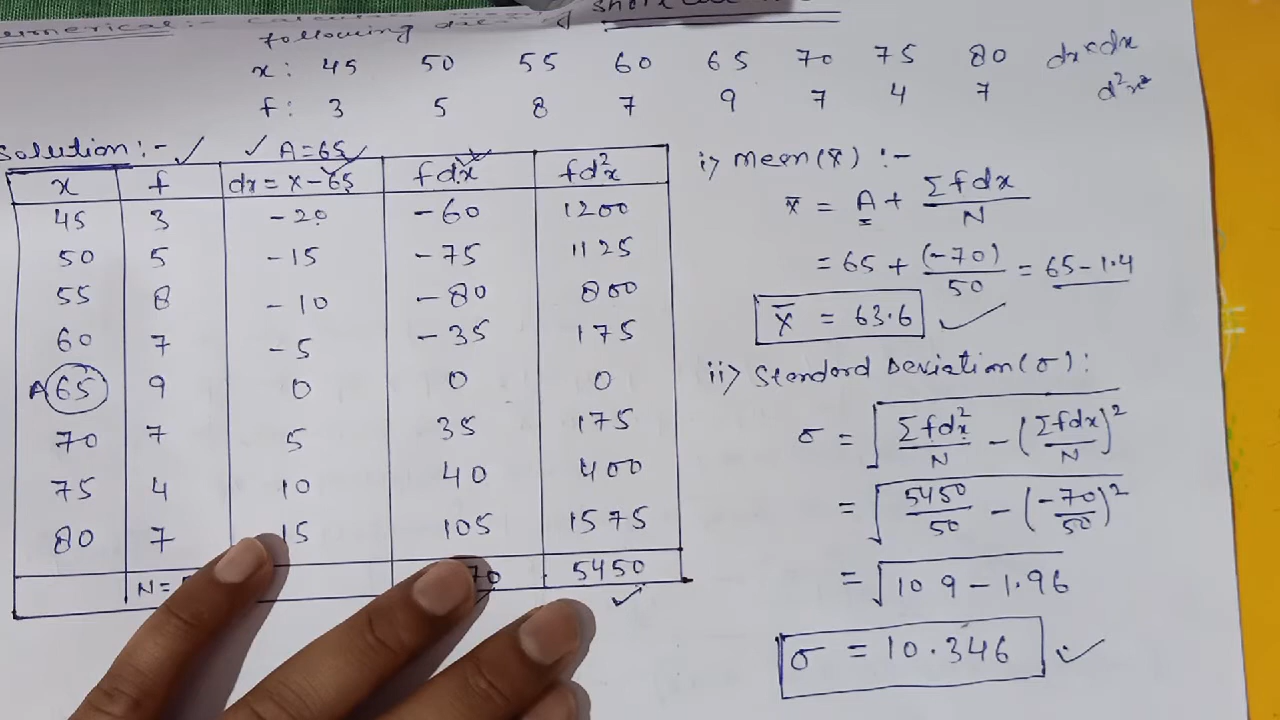 following
x : 45 50 55 60 65 70 75 80 dx×dx
f : 3 5 8 7 9 7 4 7 d²x
Solution :- ✓ ✓ A=65
x f dx = x-65 fdx fd²x
45 3 -20 -60 1200
50 5 -15 -75 1125
55 8 -10 -80 800
60 7 -5 -35 175
A 65 9 0 0 0
70 7 5 35 175
75 4 10 40 400
80 7 15 105 1575
N= 70 5450
i) Mean(x̄) :-
x̄ = A + Σfdx/N
= 65 + (-70)/50 = 65-1.4
x̄ = 63.6
ii) Standard Deviation(σ) :
σ = √(Σfd²x/N - (Σfdx/N)²)
= √(5450/50 - (-70/50)²)
= √(109-1.96)
σ = 10.346